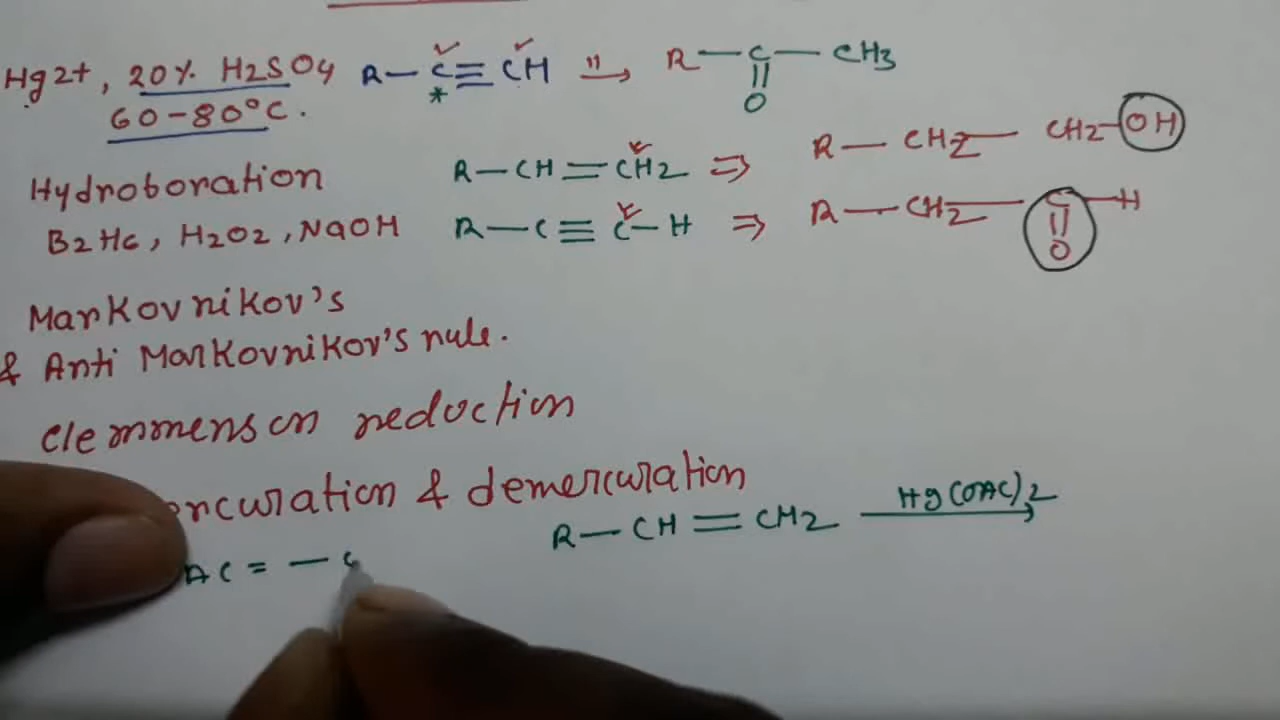 Hg2+, 20% H2SO4 R—C≡CH " → R—C—CH3
* || O
60-80°C.
Hydroboration R—CH=CH2 ⇒ R—CH2—CH2-OH
B2H6, H2O2, NaOH R—C≡C—H ⇒ R—CH2—C—H
|| O
Markovnikov's
& Anti Markovnikov's rule.
Clemmenson reduction
& demercuration
R—CH=CH2 Hg(OAC)2 →
AC = — C